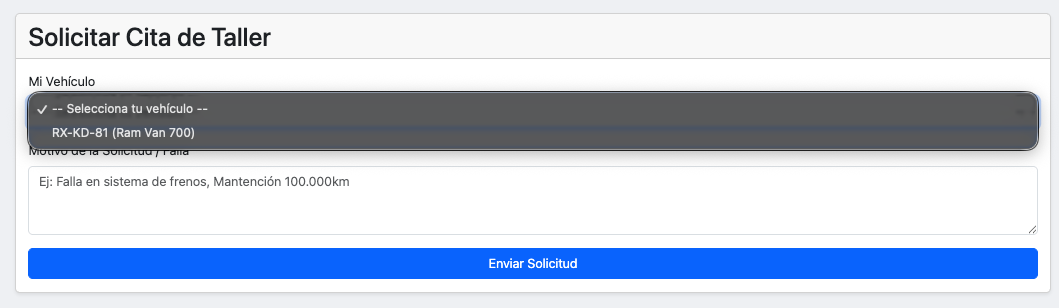 Solicitar Cita de Taller
Mi Vehículo
✓ -- Selecciona tu vehículo --
RX-KD-81 (Ram Van 700)
Motivo de la Solicitud / Falla
Ej: Falla en sistema de frenos, Mantención 100.000km
Enviar Solicitud